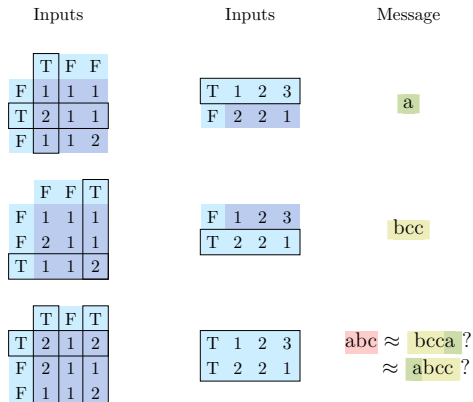 Inputs Inputs Message
T F F
F 1 1 1 T 1 2 3
T 2 1 1 F 2 2 1 a
F 1 1 2
F F T
F 1 1 1 F 1 2 3
F 2 1 1 T 2 2 1 bcc
T 1 1 2
T F T
T 2 1 2 T 1 2 3 abc ≈ bcca ?
F 2 1 1 T 2 2 1 ≈ abcc ?
F 1 1 2